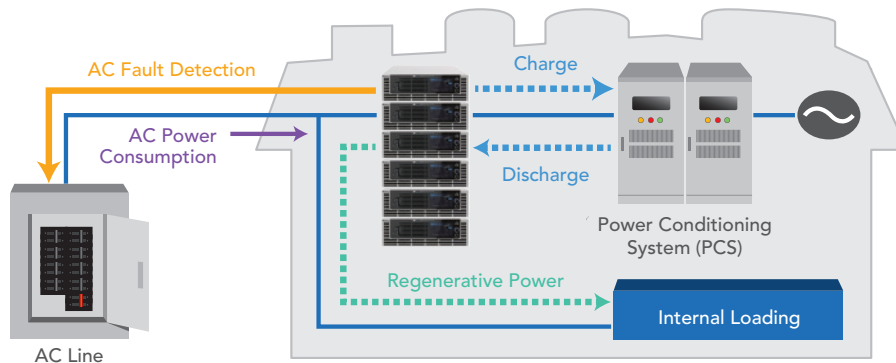 AC Fault Detection
Charge
AC Power
Consumption
Discharge
Power Conditioning
System (PCS)
Regenerative Power
Internal Loading
AC Line